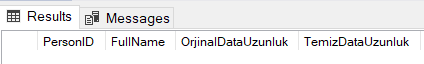 Results Messages
PersonID FullName OrjinalDataUzunluk TemizDataUzunluk